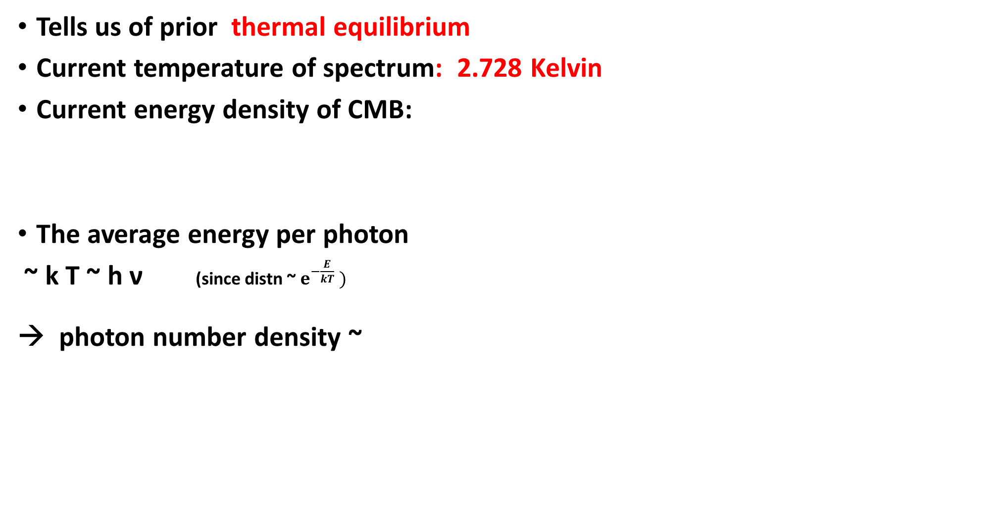 • Tells us of prior thermal equilibrium
• Current temperature of spectrum: 2.728 Kelvin
• Current energy density of CMB:
• The average energy per photon
~ k T ~ h ν (since distn ~ e^{-\frac{E}{kT}} )
→ photon number density ~